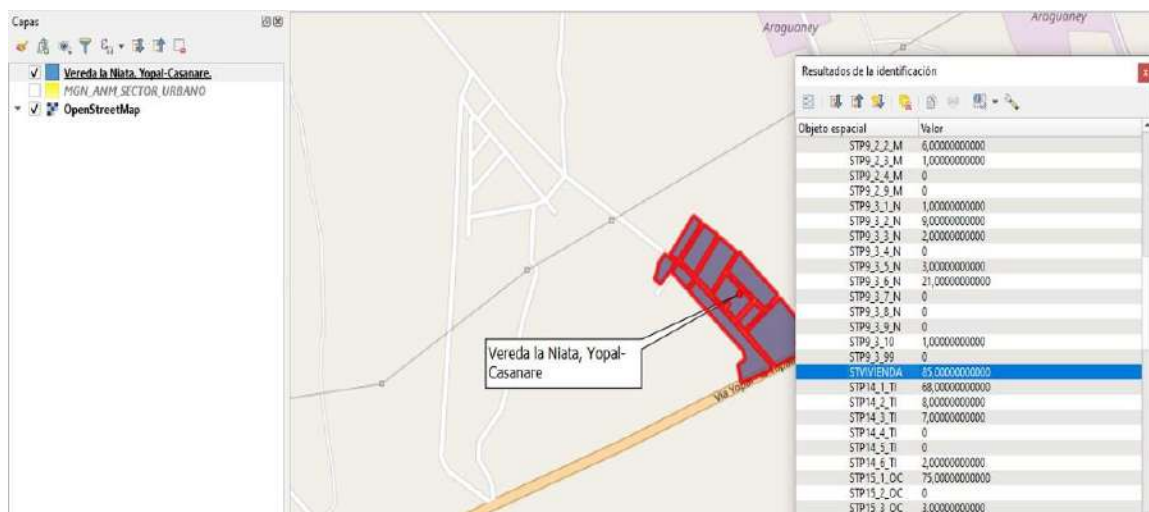 Capas
Vereda la Niata, Yopal-Casanare.
MGN_ANM_SECTOR_URBANO
OpenStreetMap
Araguaney
Araguaney
Vereda la Niata, Yopal-
Casanare
Vía Yopal
Resultados de la identificación
Objeto espacial Valor
STP9_2_2_M 6,00000000000
STP9_2_3_M 1,00000000000
STP9_2_4_M 0
STP9_2_9_M 0
STP9_3_1_N 1,00000000000
STP9_3_2_N 9,00000000000
STP9_3_3_N 2,00000000000
STP9_3_4_N 0
STP9_3_5_N 3,00000000000
STP9_3_6_N 21,00000000000
STP9_3_7_N 0
STP9_3_8_N 0
STP9_3_9_N 0
STP9_3_10 1,00000000000
STP9_3_99 0
STVIVIENDA 85,00000000000
STP14_1_TI 68,00000000000
STP14_2_TI 8,00000000000
STP14_3_TI 7,00000000000
STP14_4_TI 0
STP14_5_TI 0
STP14_6_TI 2,00000000000
STP15_1_OC 75,00000000000
STP15_2_OC 0
STP15_3_OC 3,00000000000